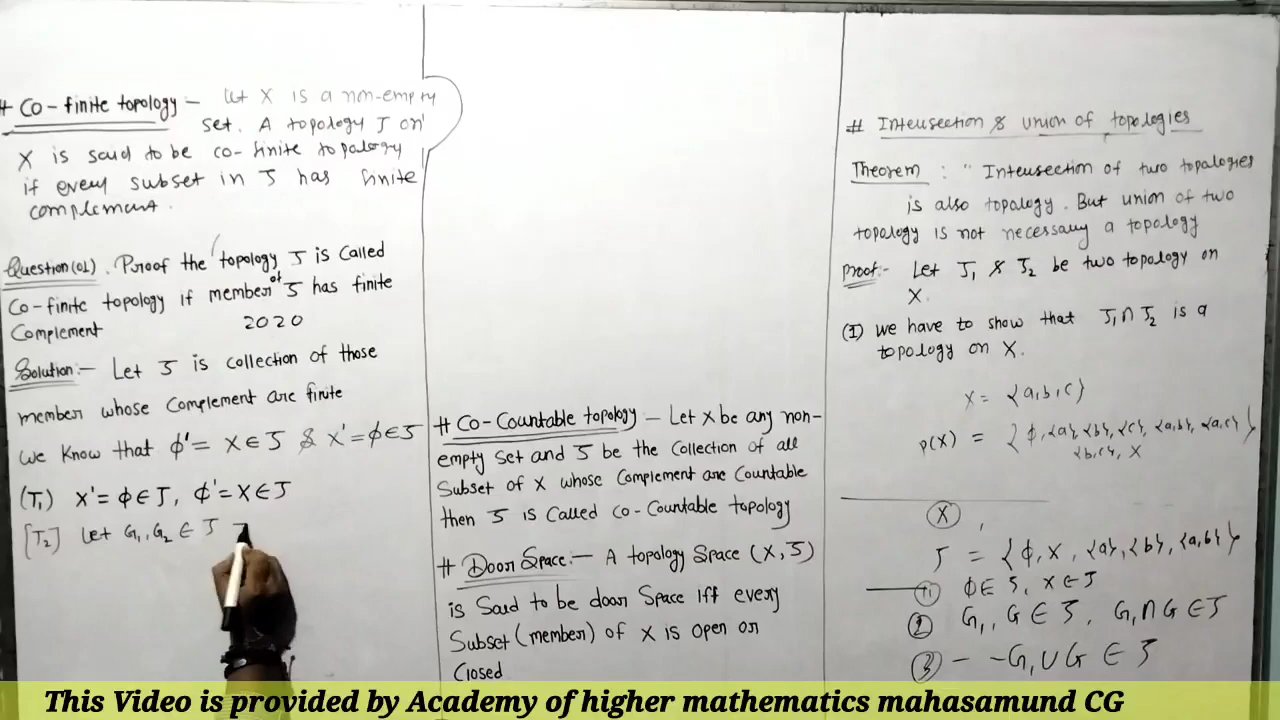 # Co-finite topology - Let X is a non-empty
set. A topology J on
X is said to be co-finite topology
if every subset in J has finite
complement.
Question(01). Proof the topology J is Called
Co-finite topology if member of J has finite
Complement 2020
Solution:- Let J is collection of those
member whose Complement are finite
we Know that ϕ' = X ∈ J & X' = ϕ ∈ J
(T₁) X' = ϕ ∈ J, ϕ' = X ∈ J
[T₂] Let G₁, G₂ ∈ J
# Co-Countable topology - Let X be any non-
empty set and J be the Collection of all
Subset of X whose Complement are Countable
then J is Called co-Countable topology
# Door Space:- A topology Space (X, J)
is Said to be door Space iff every
Subset (member) of X is open or
Closed
# Intersection & union of topologies
Theorem : " Intersection of two topalogies
is also topology. But union of two
topology is not necessary a topology
Proof:- Let J₁ & J₂ be two topology on
X.
(I) we have to show that J₁ ∩ J₂ is a
topology on X.
X = {a,b,c}
P(X) = {ϕ, {a}, {b}, {c}, {a,b}, {a,c}
{b,c}, X }
X ,
J = {ϕ, X, {a}, {b}, {a,b}}
① ϕ ∈ J, X ∈ J
② G₁, G ∈ J, G₁ ∩ G ∈ J
③ - - G₁ ∪ G ∈ J
This Video is provided by Academy of higher mathematics mahasamund CG